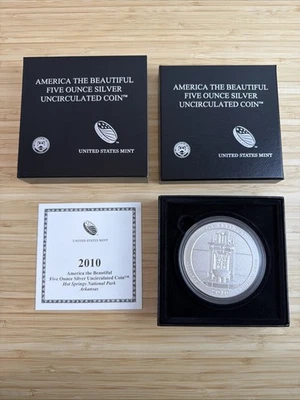 AMERICA THE BEAUTIFUL
FIVE OUNCE SILVER
UNCIRCULATED COIN™
UNITED STATES MINT
AMERICA THE BEAUTIFUL
FIVE OUNCE SILVER
UNCIRCULATED COIN™
UNITED STATES MINT
UNITED STATES MINT
2010
America the Beautiful
Five Ounce Silver Uncirculated Coin™
Hot Springs National Park
Arkansas